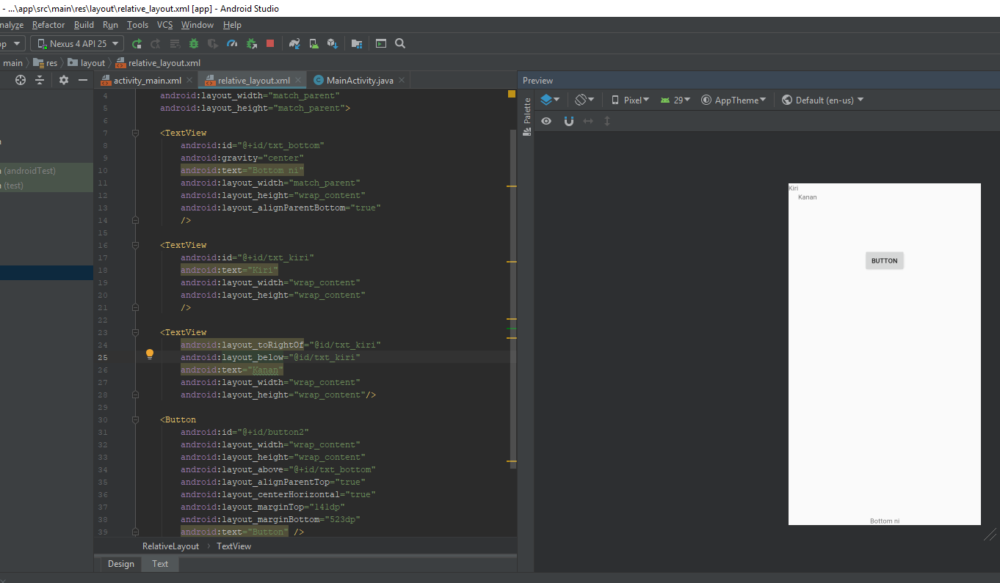 - ...\app\src\main\res\layout\relative_layout.xml [app] - Android Studio
nalyze Refactor Build Run Tools VCS Window Help
pp Nexus 4 API 25
main res layout relative_layout.xml
activity_main.xml relative_layout.xml MainActivity.java
Preview
Palette
Pixel 29 AppTheme Default (en-us)
(androidTest)
(test)
4 android:layout_width="match_parent"
5 android:layout_height="match_parent">
6
7 <TextView
8 android:id="@+id/txt_bottom"
9 android:gravity="center"
10 android:text="Bottom ni"
11 android:layout_width="match_parent"
12 android:layout_height="wrap_content"
13 android:layout_alignParentBottom="true"
14 />
15
16 <TextView
17 android:id="@+id/txt_kiri"
18 android:text="Kiri"
19 android:layout_width="wrap_content"
20 android:layout_height="wrap_content"
21 />
22
23 <TextView
24 android:layout_toRightOf="@id/txt_kiri"
25 android:layout_below="@id/txt_kiri"
26 android:text="Kanan"
27 android:layout_width="wrap_content"
28 android:layout_height="wrap_content"/>
29
30 <Button
31 android:id="@+id/button2"
32 android:layout_width="wrap_content"
33 android:layout_height="wrap_content"
34 android:layout_above="@+id/txt_bottom"
35 android:layout_alignParentTop="true"
36 android:layout_centerHorizontal="true"
37 android:layout_marginTop="141dp"
38 android:layout_marginBottom="523dp"
39 android:text="Button" />
RelativeLayout TextView
Design Text
Kiri
Kanan
BUTTON
Bottom ni